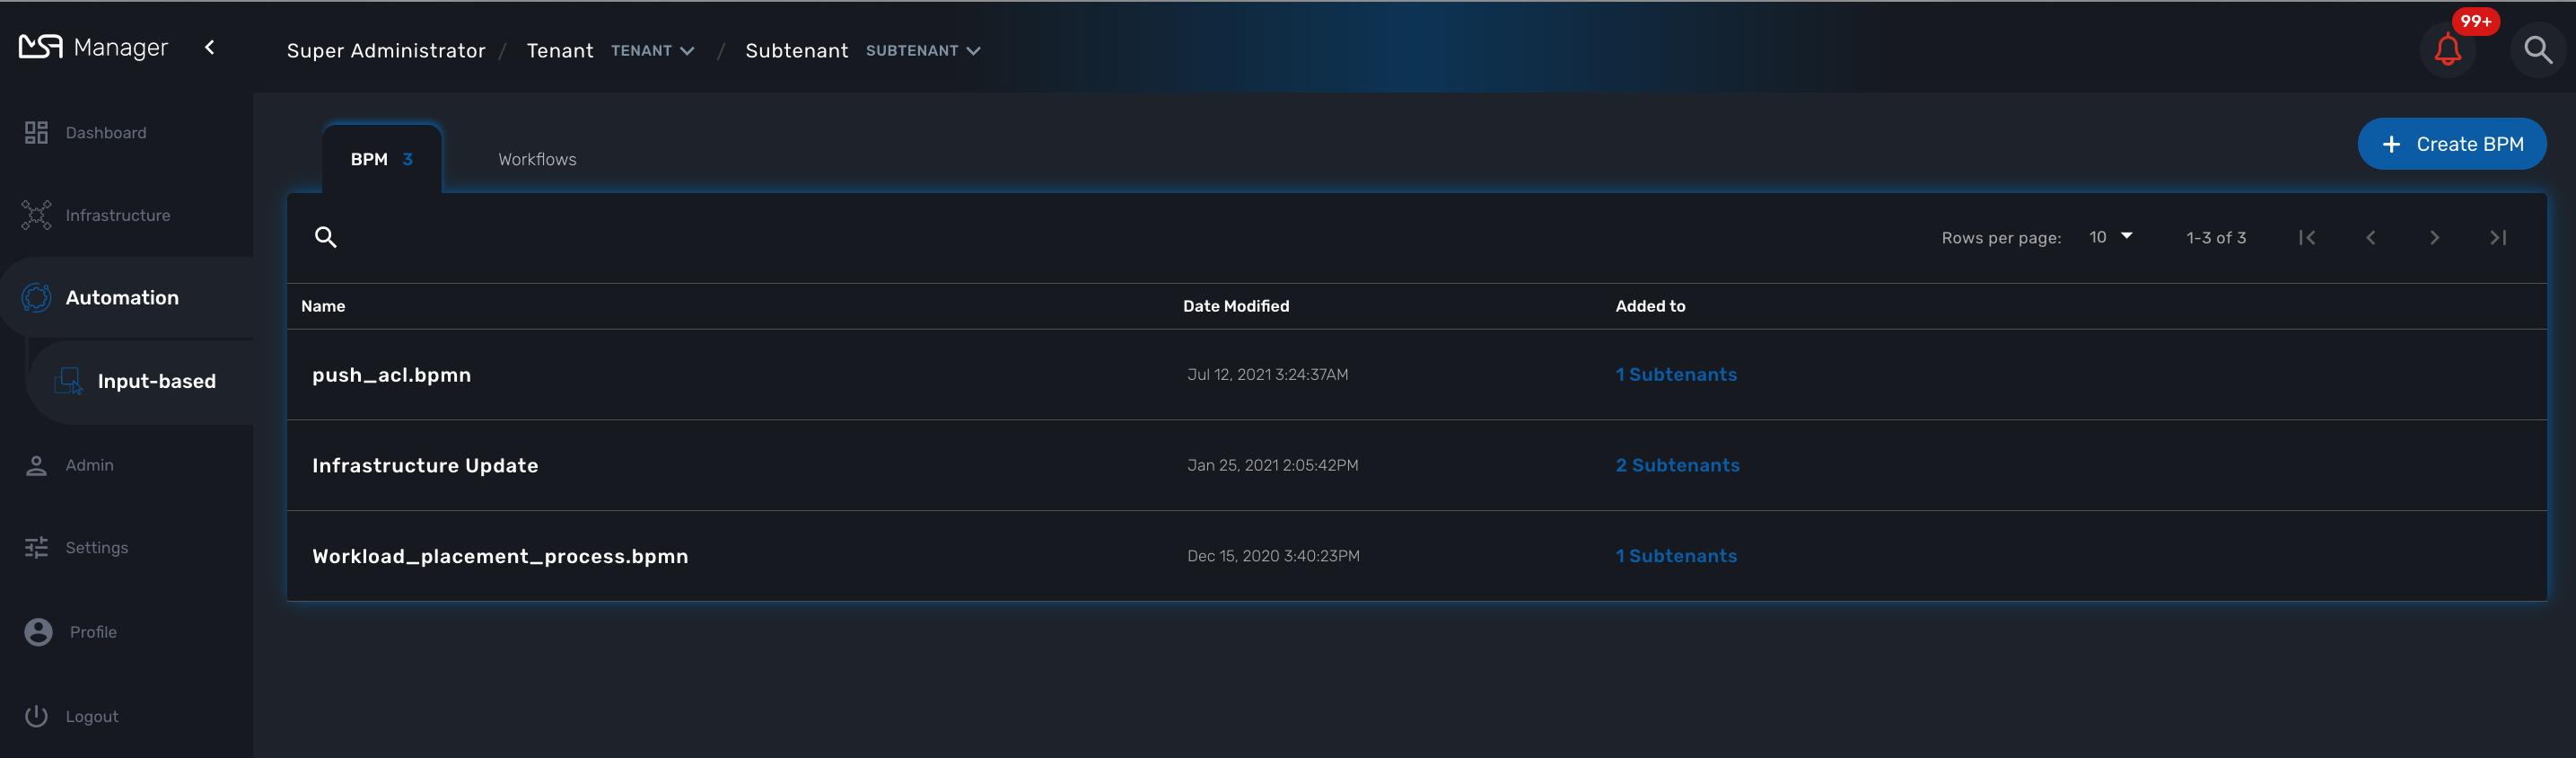 MSA Manager
Super Administrator / Tenant TENANT / Subtenant SUBTENANT
99+
Dashboard
Infrastructure
Automation
Input-based
Admin
Settings
Profile
Logout
BPM 3
Workflows
+ Create BPM
Rows per page: 10 1-3 of 3
Name Date Modified Added to
push_acl.bpmn Jul 12, 2021 3:24:37AM 1 Subtenants
Infrastructure Update Jan 25, 2021 2:05:42PM 2 Subtenants
Workload_placement_process.bpmn Dec 15, 2020 3:40:23PM 1 Subtenants